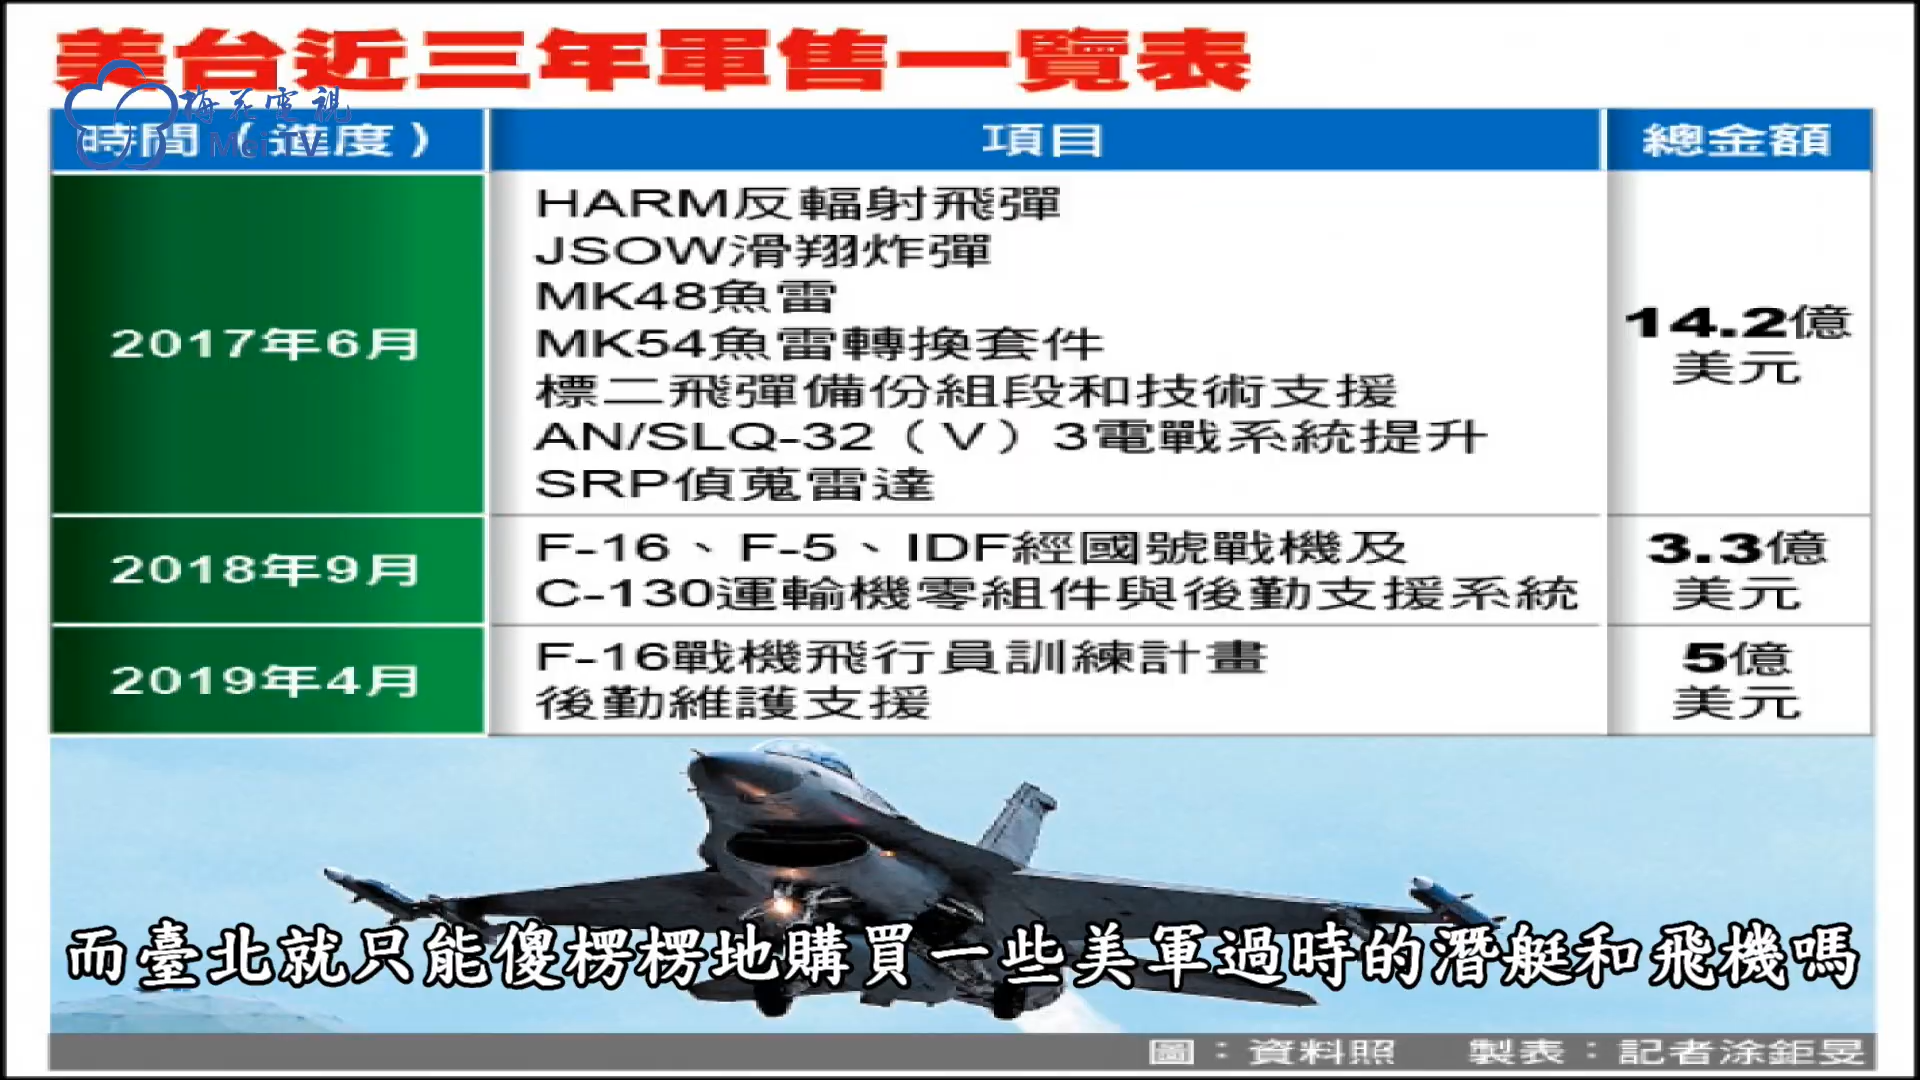 美台近三年軍售一覽表
梅花電視
Mei TV
時間（進度） 項目 總金額
2017年6月
HARM反輻射飛彈
JSOW滑翔炸彈
MK48魚雷
MK54魚雷轉換套件
標二飛彈備份組段和技術支援
AN/SLQ-32（V）3電戰系統提升
SRP偵蒐雷達
14.2億
美元
2018年9月
F-16、F-5、IDF經國號戰機及
C-130運輸機零組件與後勤支援系統
3.3億
美元
2019年4月
F-16戰機飛行員訓練計畫
後勤維護支援
5億
美元
而臺北就只能傻楞楞地購買一些美軍過時的潛艇和飛機嗎
圖：資料照 製表：記者涂鉅旻